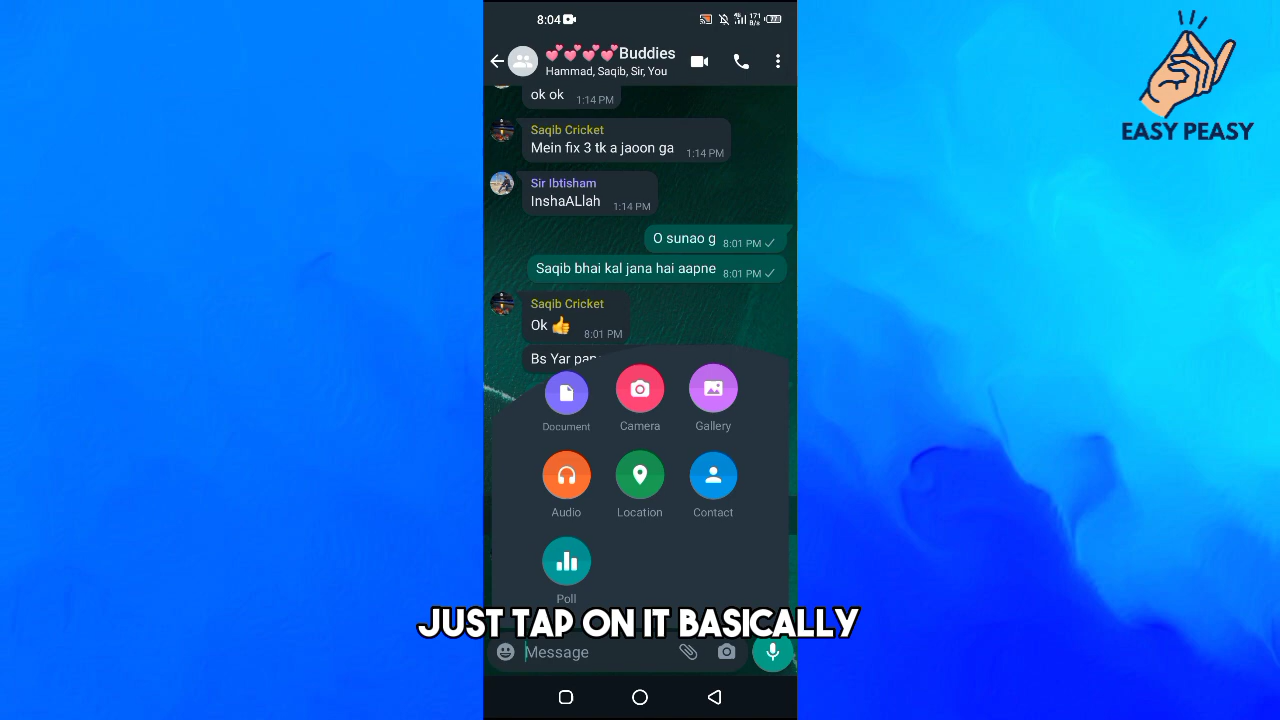 8:04
171
B/s
77
💕💕💕💕Buddies
Hammad, Saqib, Sir, You
ok ok 1:14 PM
Saqib Cricket
Mein fix 3 tk a jaoon ga 1:14 PM
Sir Ibtisham
InshaALlah 1:14 PM
O sunao g 8:01 PM
Saqib bhai kal jana hai aapne 8:01 PM
Saqib Cricket
Ok 👍 8:01 PM
Bs Yar
Document
Camera
Gallery
Audio
Location
Contact
Poll
JUST TAP ON IT BASICALLY
Message
EASY PEASY